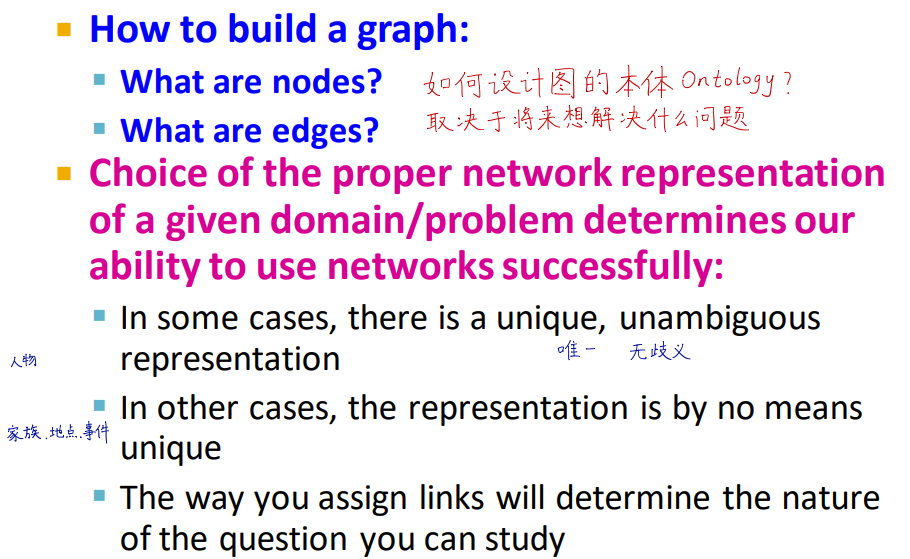 How to build a graph:
What are nodes?
如何设计图的本体 Ontology?
What are edges?
取决于将来想解决什么问题
Choice of the proper network representation
of a given domain/problem determines our
ability to use networks successfully:
In some cases, there is a unique, unambiguous
唯一 无歧义
representation
人物
In other cases, the representation is by no means
家族.地点.事件
unique
The way you assign links will determine the nature
of the question you can study